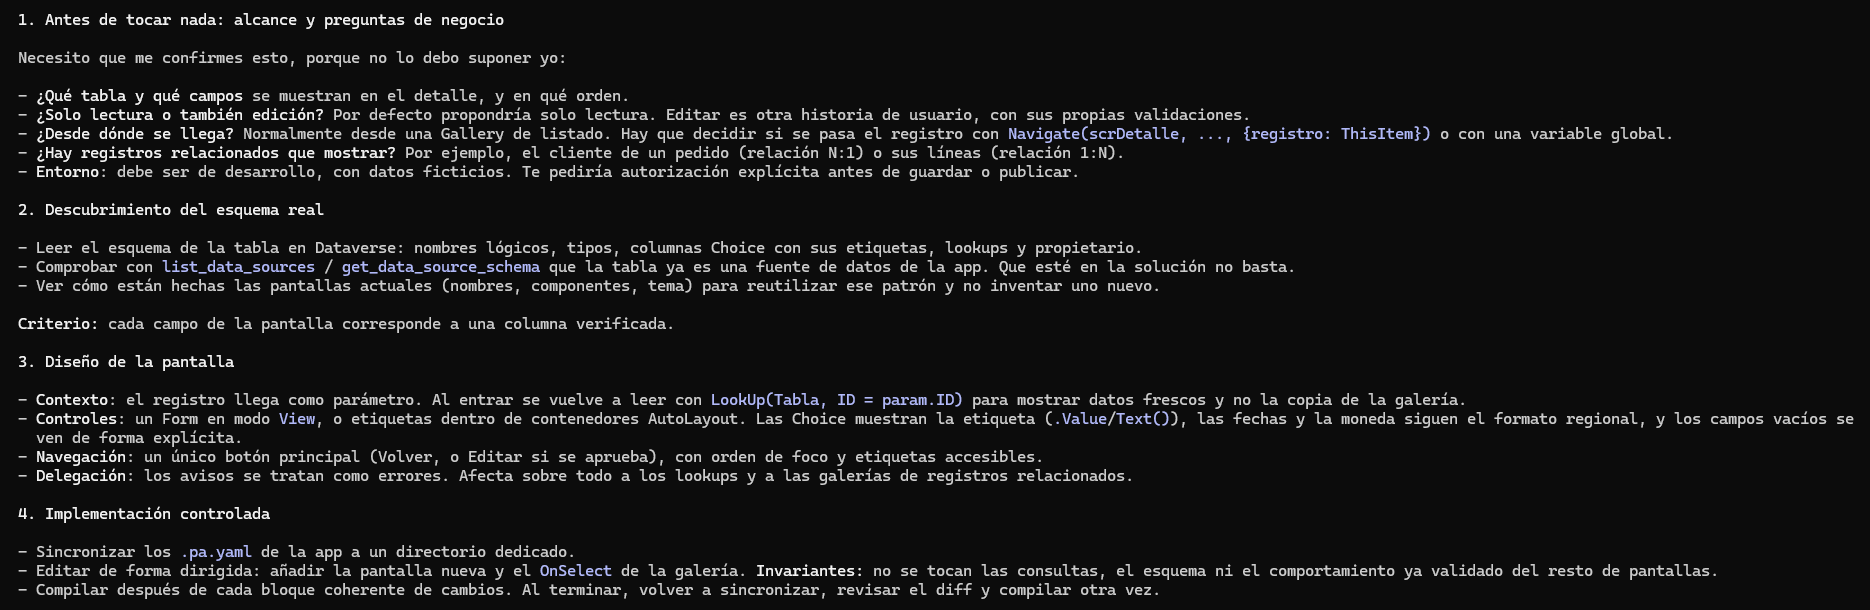 1. Antes de tocar nada: alcance y preguntas de negocio
Necesito que me confirmes esto, porque no lo debo suponer yo:
- ¿Qué tabla y qué campos se muestran en el detalle, y en qué orden.
- ¿Solo lectura o también edición? Por defecto propondría solo lectura. Editar es otra historia de usuario, con sus propias validaciones.
- ¿Desde dónde se llega? Normalmente desde una Gallery de listado. Hay que decidir si se pasa el registro con Navigate(scrDetalle, ..., {registro: ThisItem}) o con una variable global.
- ¿Hay registros relacionados que mostrar? Por ejemplo, el cliente de un pedido (relación N:1) o sus líneas (relación 1:N).
- Entorno: debe ser de desarrollo, con datos ficticios. Te pediría autorización explícita antes de guardar o publicar.
2. Descubrimiento del esquema real
- Leer el esquema de la tabla en Dataverse: nombres lógicos, tipos, columnas Choice con sus etiquetas, lookups y propietario.
- Comprobar con list_data_sources / get_data_source_schema que la tabla ya es una fuente de datos de la app. Que esté en la solución no basta.
- Ver cómo están hechas las pantallas actuales (nombres, componentes, tema) para reutilizar ese patrón y no inventar uno nuevo.
Criterio: cada campo de la pantalla corresponde a una columna verificada.
3. Diseño de la pantalla
- Contexto: el registro llega como parámetro. Al entrar se vuelve a leer con LookUp(Tabla, ID = param.ID) para mostrar datos frescos y no la copia de la galería.
- Controles: un Form en modo View, o etiquetas dentro de contenedores AutoLayout. Las Choice muestran la etiqueta (.Value/Text()), las fechas y la moneda siguen el formato regional, y los campos vacíos se
ven de forma explícita.
- Navegación: un único botón principal (Volver, o Editar si se aprueba), con orden de foco y etiquetas accesibles.
- Delegación: los avisos se tratan como errores. Afecta sobre todo a los lookups y a las galerías de registros relacionados.
4. Implementación controlada
- Sincronizar los .pa.yaml de la app a un directorio dedicado.
- Editar de forma dirigida: añadir la pantalla nueva y el OnSelect de la galería. Invariantes: no se tocan las consultas, el esquema ni el comportamiento ya validado del resto de pantallas.
- Compilar después de cada bloque coherente de cambios. Al terminar, volver a sincronizar, revisar el diff y compilar otra vez.